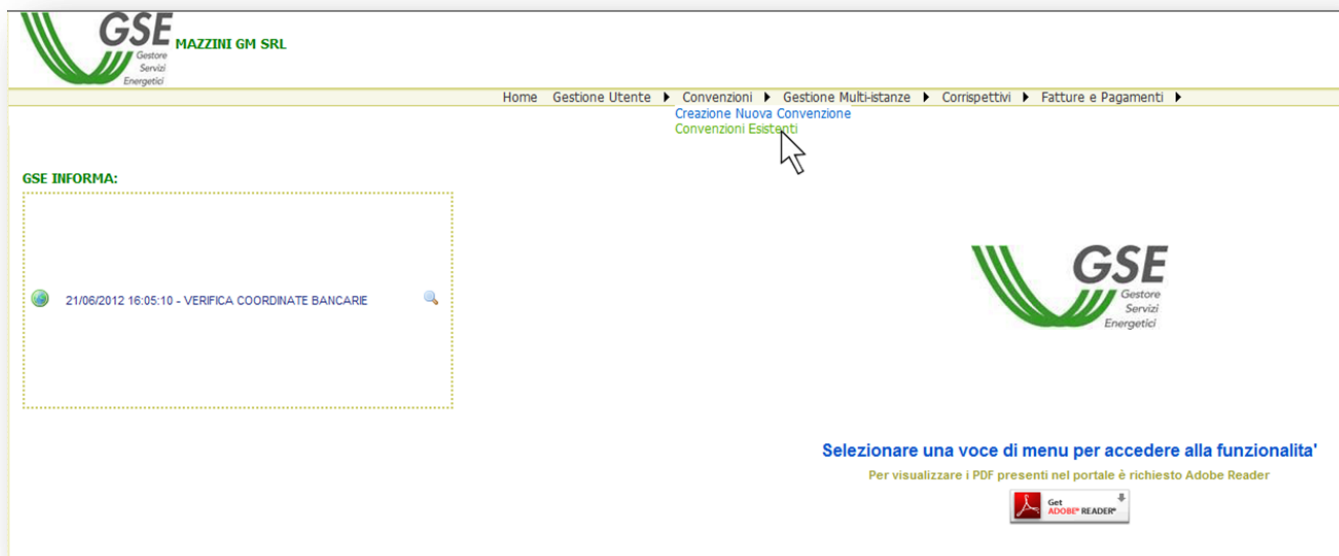 GSE
Gestore
Servizi
Energetici
MAZZINI GM SRL
Home Gestione Utente Convenzioni Gestione Multi-istanze Corrispettivi Fatture e Pagamenti
Creazione Nuova Convenzione
Convenzioni Esistenti
GSE INFORMA:
21/06/2012 16:05:10 - VERIFICA COORDINATE BANCARIE
GSE
Gestore
Servizi
Energetici
Selezionare una voce di menu per accedere alla funzionalita'
Per visualizzare i PDF presenti nel portale è richiesto Adobe Reader
Get
ADOBE® READER®